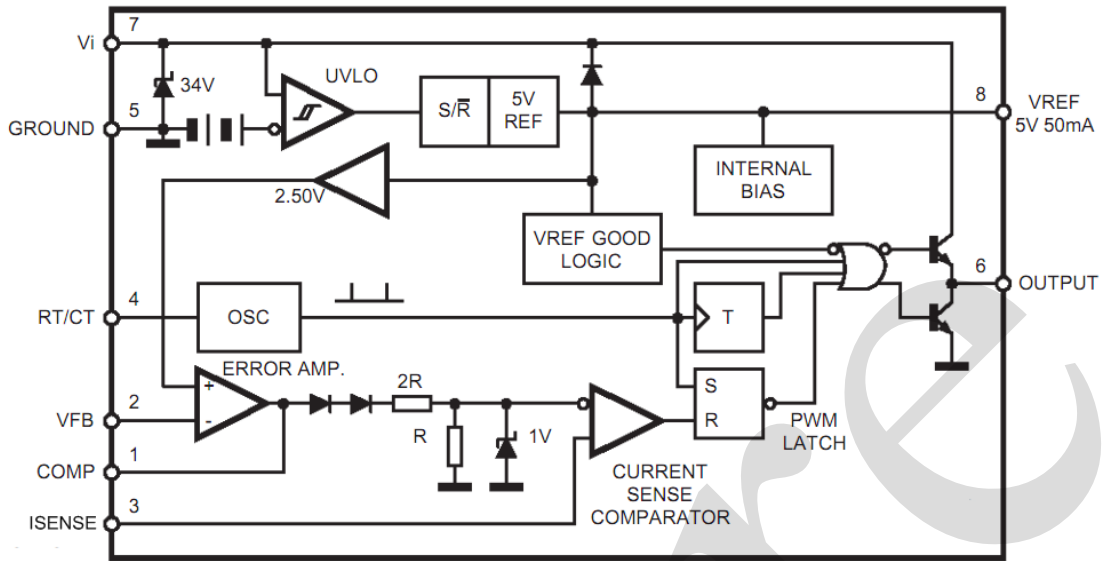 7
Vi
34V
UVLO
5
GROUND
S/R̅
5V
REF
8
VREF
5V 50mA
INTERNAL
BIAS
2.50V
VREF GOOD
LOGIC
6
OUTPUT
4
RT/CT
OSC
T
ERROR AMP.
+
-
2
VFB
2R
R
1V
S
R
PWM
LATCH
1
COMP
CURRENT
SENSE
COMPARATOR
3
ISENSE
re